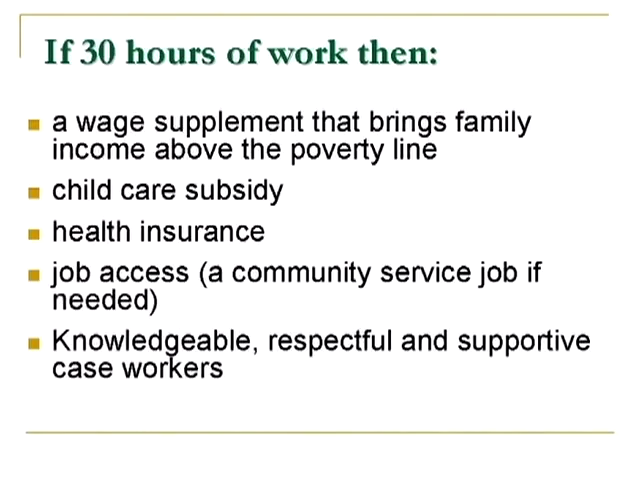 If 30 hours of work then:
a wage supplement that brings family
income above the poverty line
child care subsidy
health insurance
job access (a community service job if
needed)
Knowledgeable, respectful and supportive
case workers